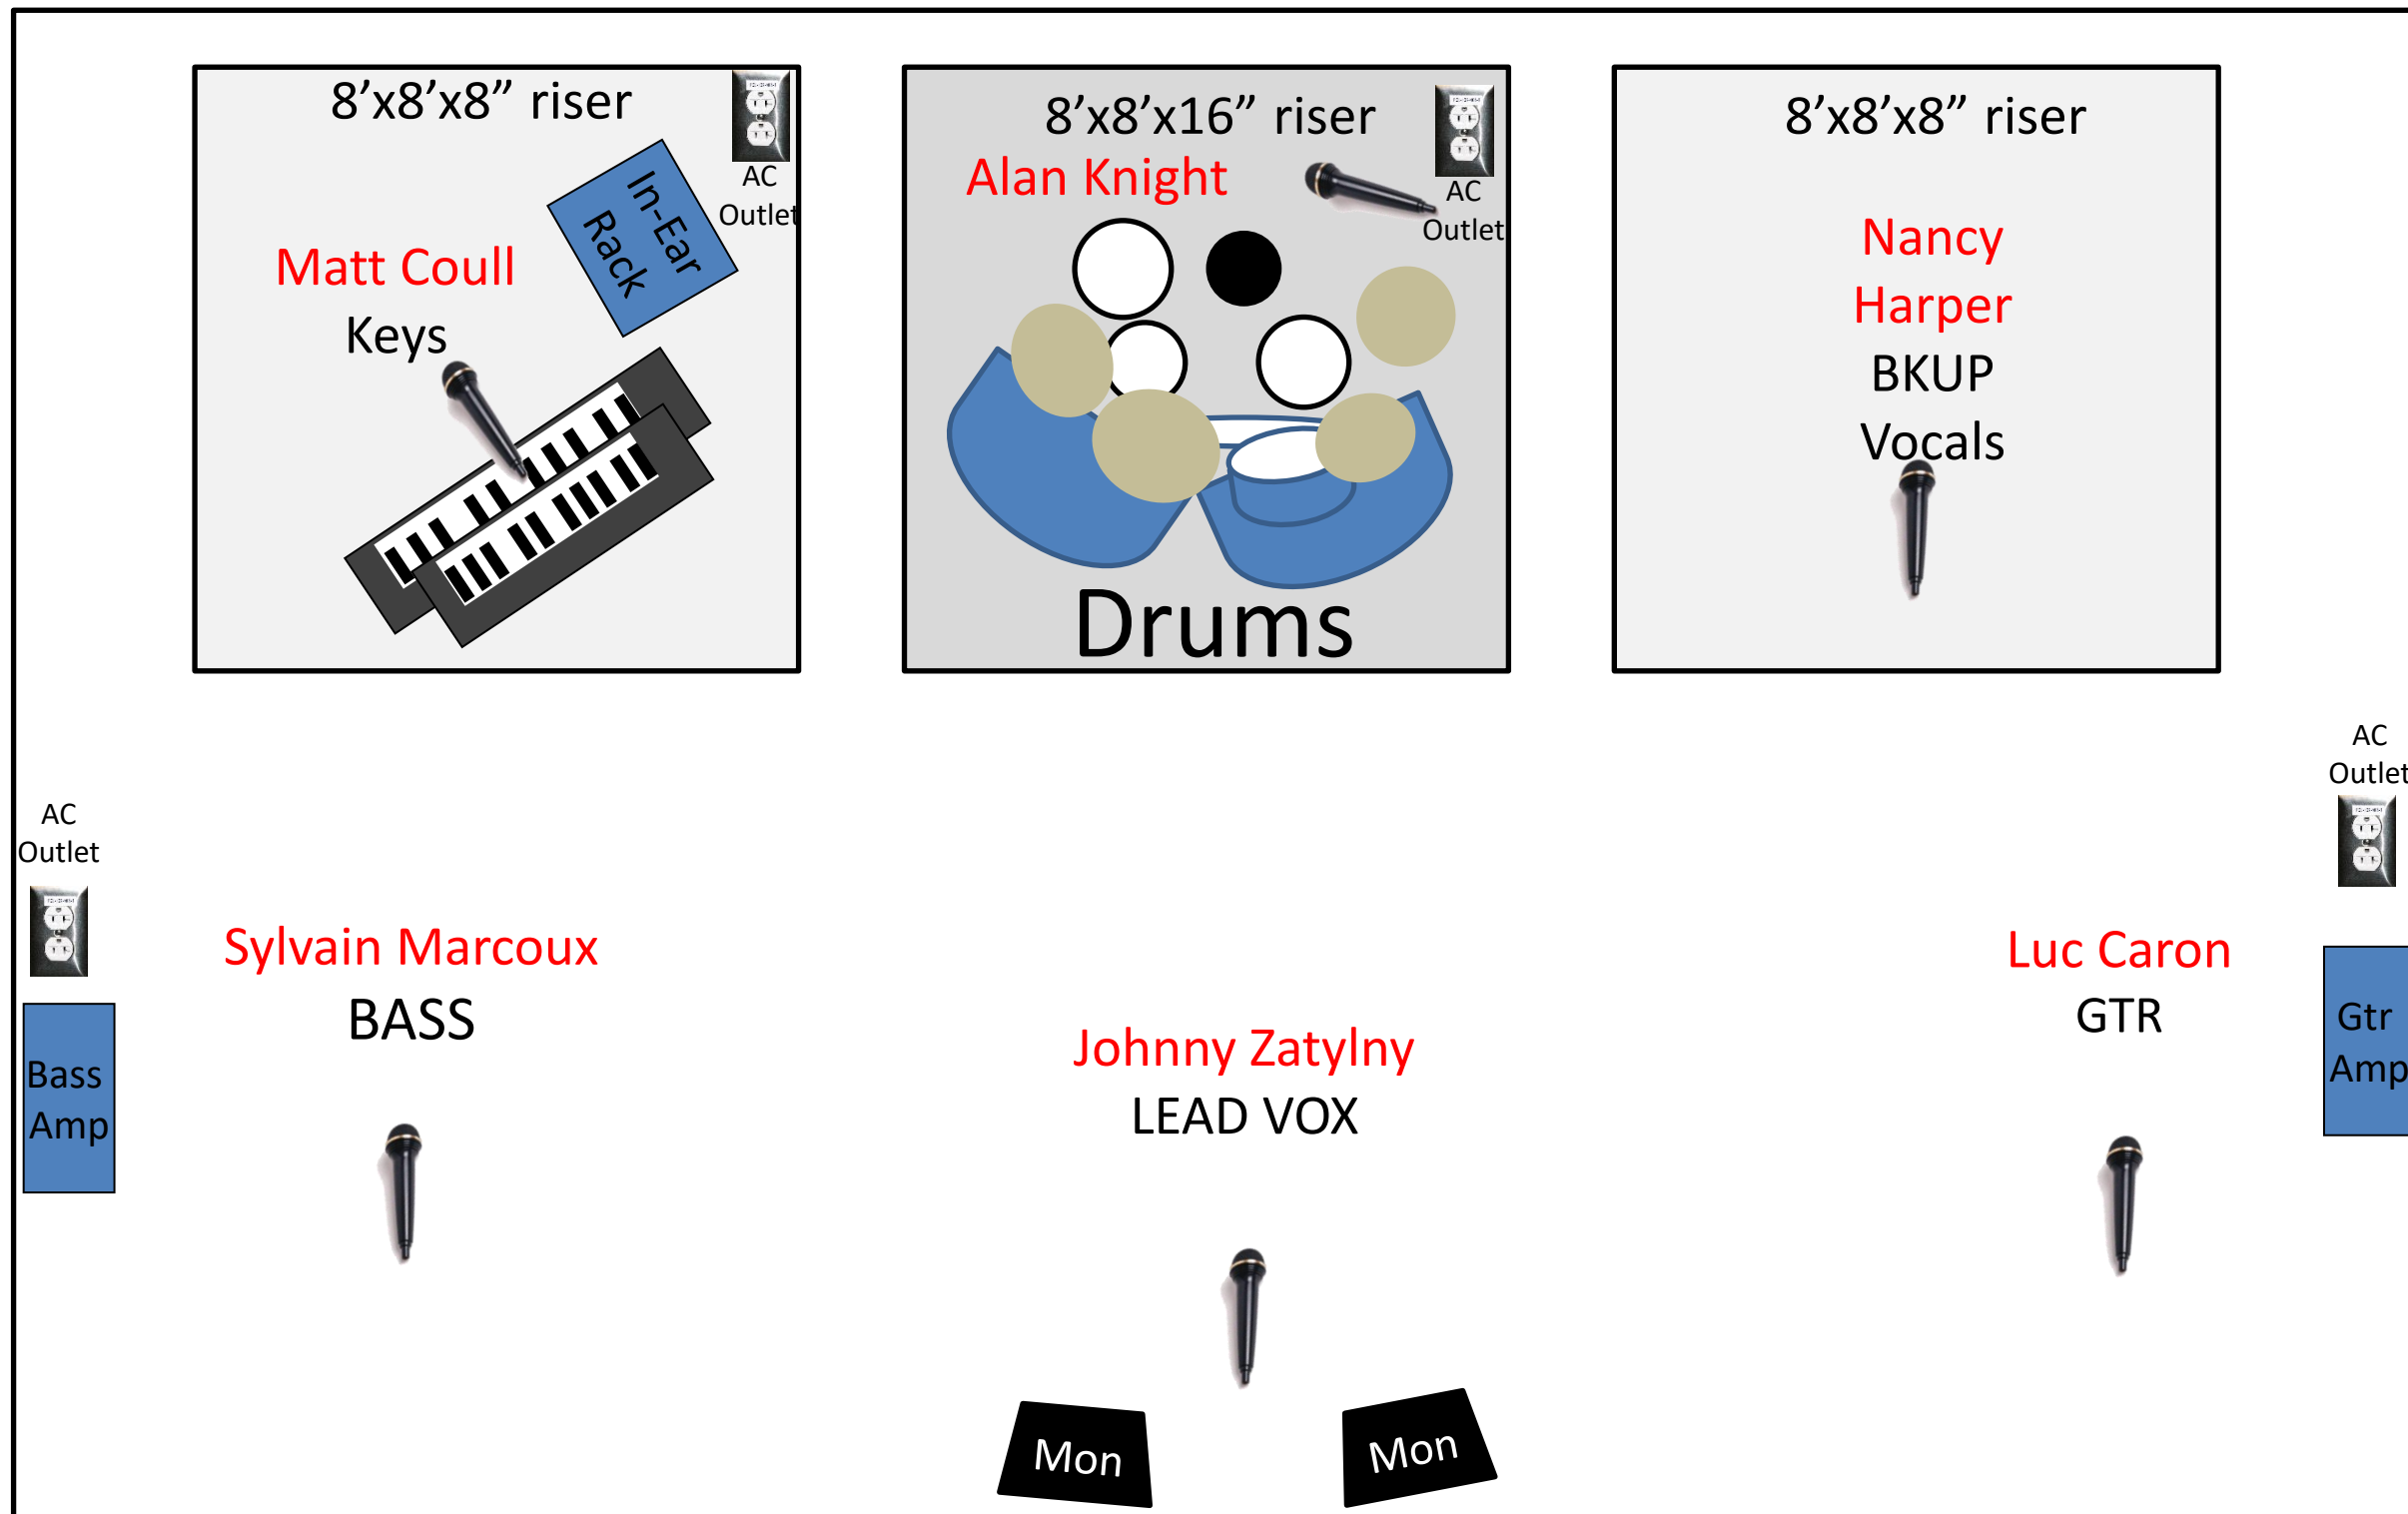 8’x8’x8” riser
AC
Outlet
In-Ear
Rack
Matt Coull
Keys
8’x8’x16” riser
Alan Knight
AC
Outlet
Drums
8’x8’x8” riser
Nancy
Harper
BKUP
Vocals
AC
Outlet
Bass
Amp
Sylvain Marcoux
BASS
Johnny Zatylny
LEAD VOX
Luc Caron
GTR
AC
Outlet
Gtr
Amp
Mon
Mon